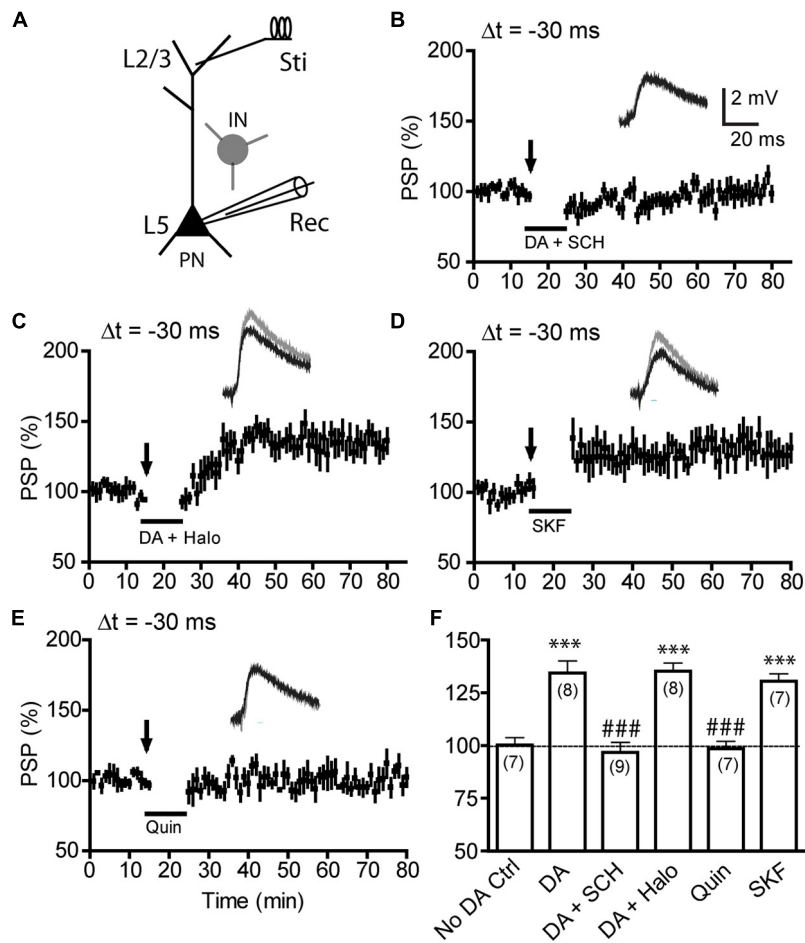 A
L2/3
Sti
IN
L5
Rec
PN
B
Δt = -30 ms
2 mV
20 ms
PSP (%)
200
150
100
50
DA + SCH
0 10 20 30 40 50 60 70 80
C
Δt = -30 ms
PSP (%)
200
150
100
50
DA + Halo
0 10 20 30 40 50 60 70 80
D
Δt = -30 ms
PSP (%)
200
150
100
50
SKF
0 10 20 30 40 50 60 70 80
E
Δt = -30 ms
PSP (%)
200
150
100
50
Quin
0 10 20 30 40 50 60 70 80
Time (min)
F
150
125
100
75
50
*** *** ***
### ###
(7) (8) (9) (8) (7) (7)
No DA Ctrl
DA
DA + SCH
DA + Halo
Quin
SKF